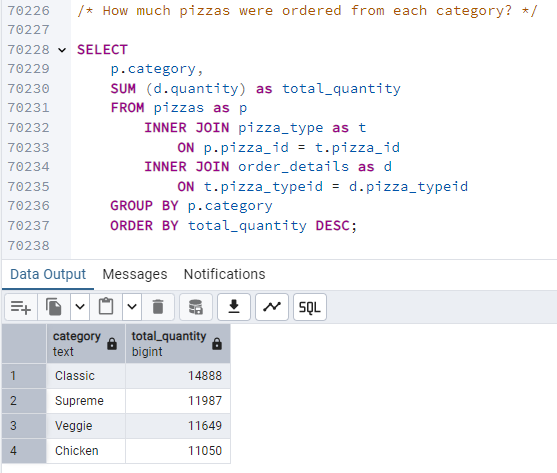 70226 /* How much pizzas were ordered from each category? */
70227
70228 SELECT
70229 p.category,
70230 SUM (d.quantity) as total_quantity
70231 FROM pizzas as p
70232 INNER JOIN pizza_type as t
70233 ON p.pizza_id = t.pizza_id
70234 INNER JOIN order_details as d
70235 ON t.pizza_typeid = d.pizza_typeid
70236 GROUP BY p.category
70237 ORDER BY total_quantity DESC;
70238
Data Output Messages Notifications
SQL
category total_quantity
text bigint
1 Classic 14888
2 Supreme 11987
3 Veggie 11649
4 Chicken 11050